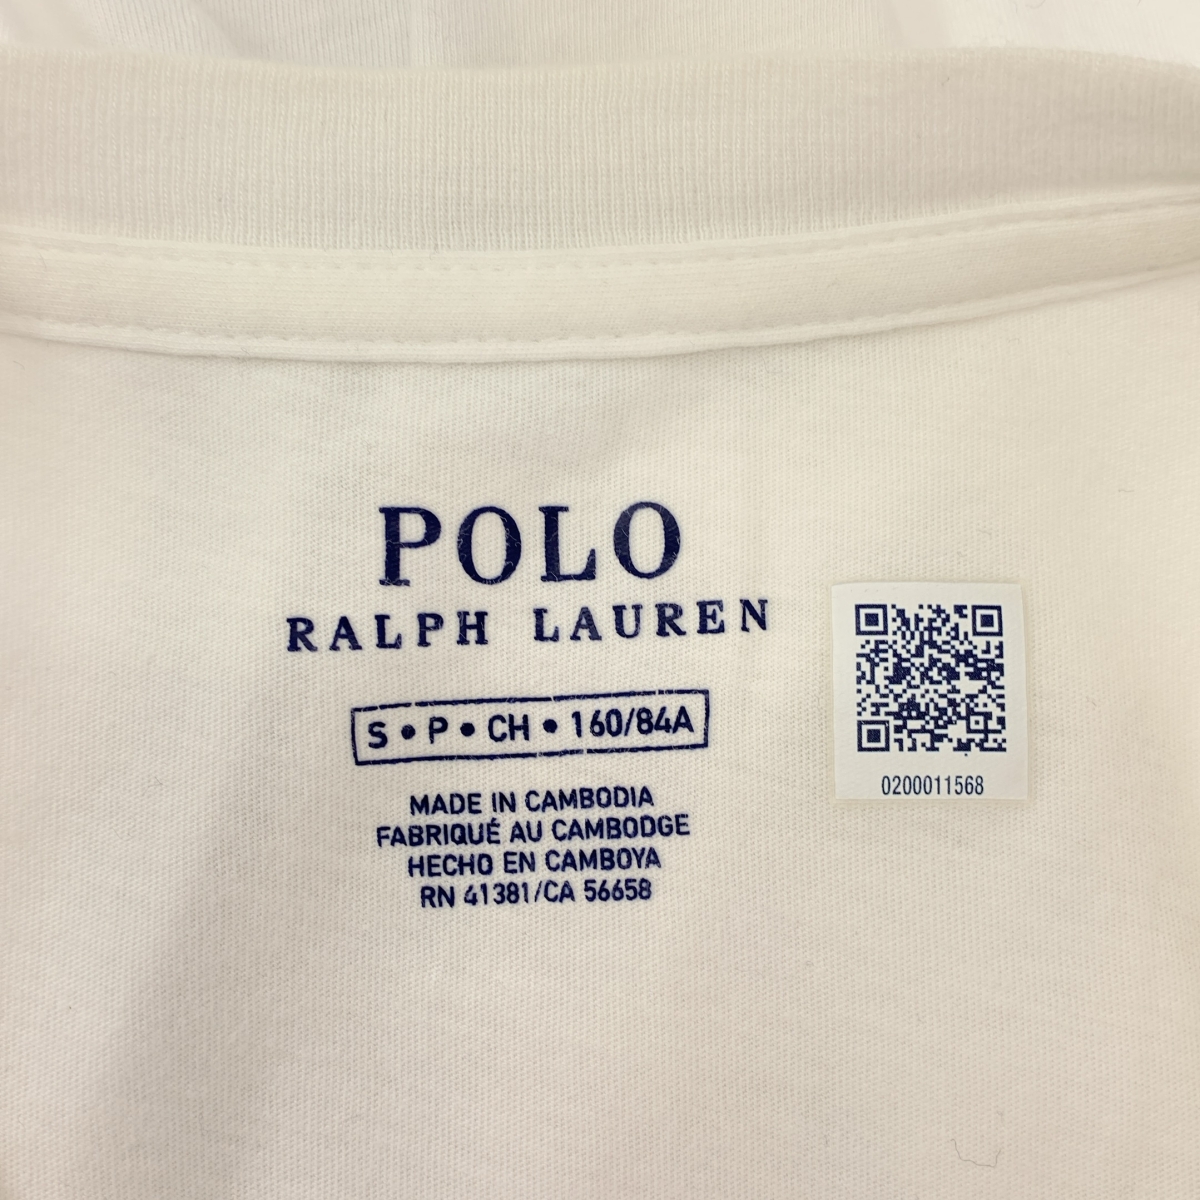 POLO
RALPH LAUREN
S • P • CH • 160/84A
MADE IN CAMBODIA
FABRIQUÉ AU CAMBODGE
HECHO EN CAMBOYA
RN 41381/CA 56658
0200011568